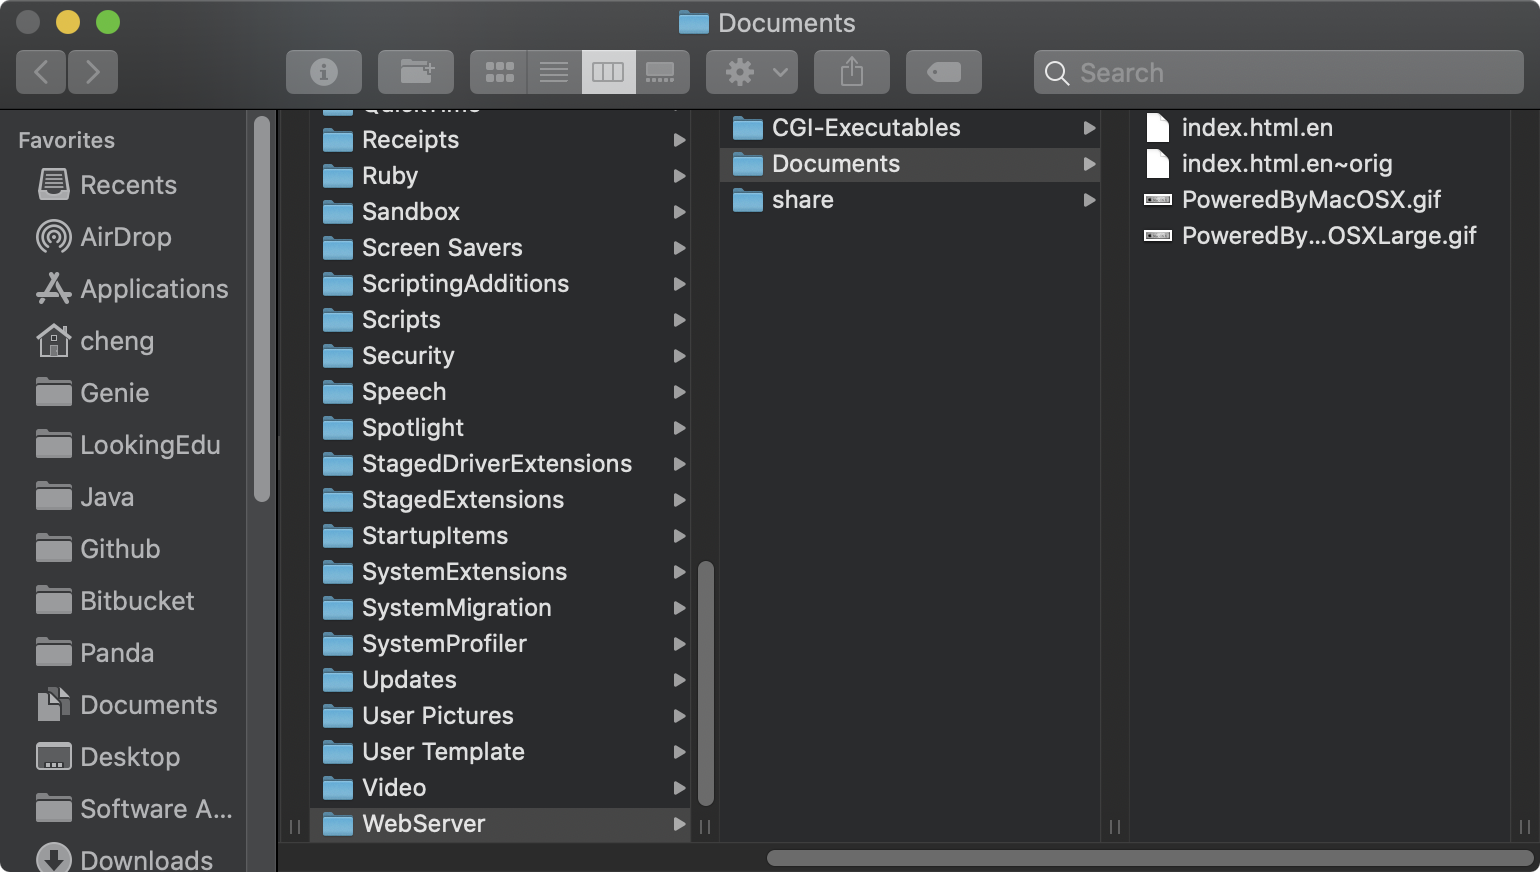 Documents
Search
Favorites
Recents
AirDrop
Applications
cheng
Genie
LookingEdu
Java
Github
Bitbucket
Panda
Documents
Desktop
Software A...
Downloads
QuickTime
Receipts
Ruby
Sandbox
Screen Savers
ScriptingAdditions
Scripts
Security
Speech
Spotlight
StagedDriverExtensions
StagedExtensions
StartupItems
SystemExtensions
SystemMigration
SystemProfiler
Updates
User Pictures
User Template
Video
WebServer
CGI-Executables
Documents
share
index.html.en
index.html.en~orig
PoweredByMacOSX.gif
PoweredBy...OSXLarge.gif